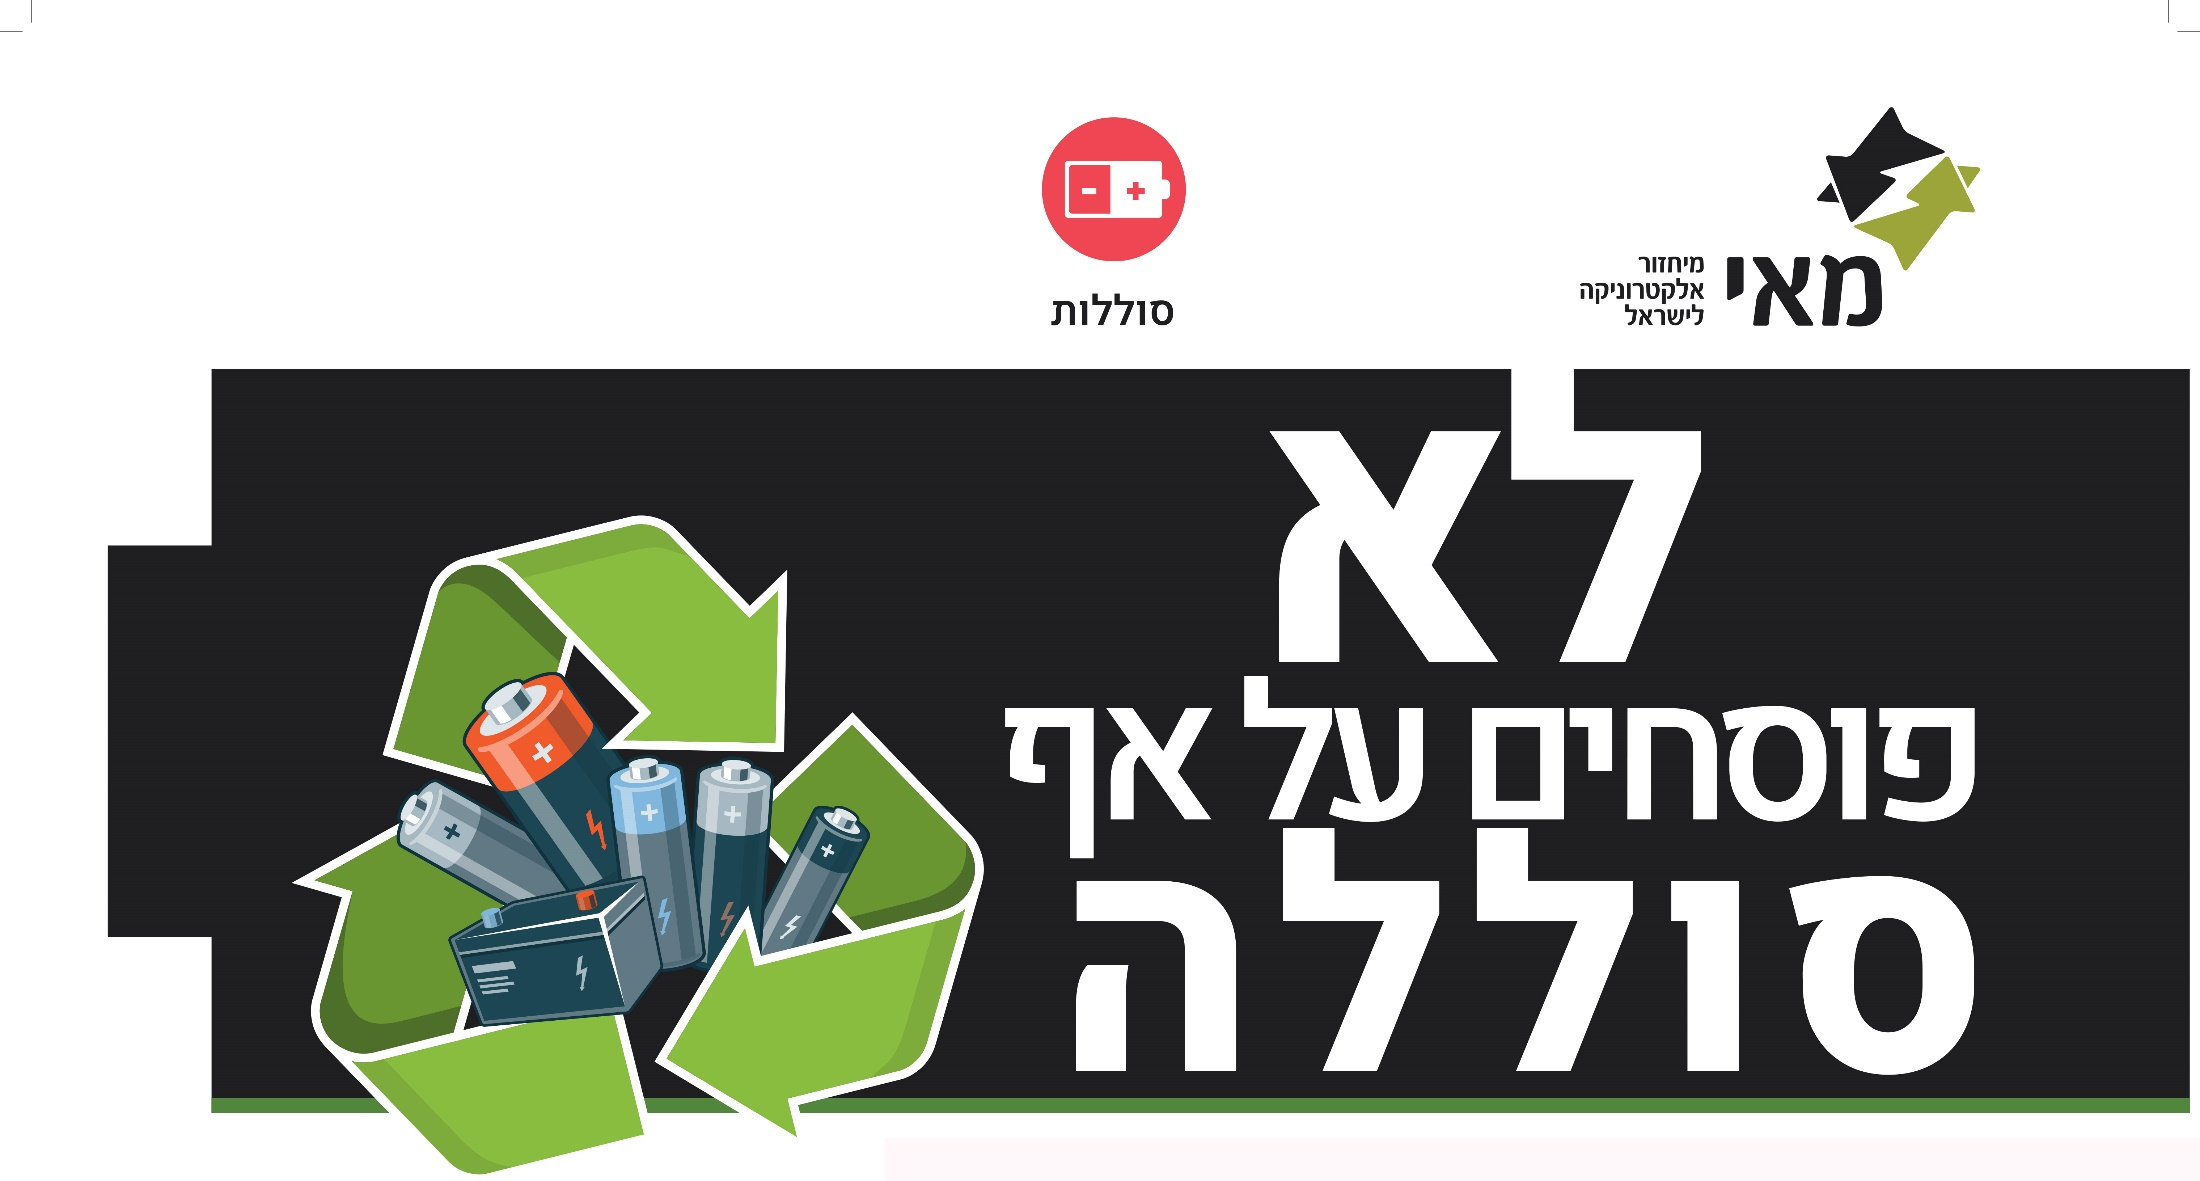 מאי
מיחזור
אלקטרוניקה
לישראל
סוללות
לא
פוסחים על אף
סוללה